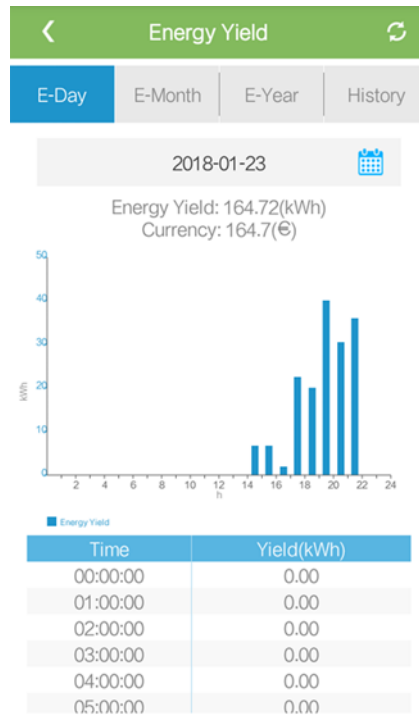 Energy Yield
E-Day E-Month E-Year History
2018-01-23
Energy Yield: 164.72(kWh)
Currency: 164.7(€)
50
40
30
20
10
0
kWh
2 4 6 8 10 12 14 16 18 20 22 24
h
Energy Yield
Time Yield(kWh)
00:00:00 0.00
01:00:00 0.00
02:00:00 0.00
03:00:00 0.00
04:00:00 0.00
05:00:00 0.00